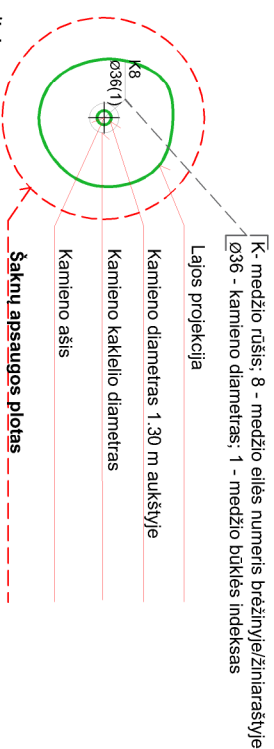 K- medžio rūšis; 8 - medžio eilės numeris brėžinyje/žiniaraštyje
ø36 - kamieno diametras; 1 - medžio būklės indeksas
K8
ø36(1)
Lajos projekcija
Kamieno diametras 1.30 m aukštyje
Kamieno kaklelio diametras
Kamieno ašis
Šaknų apsaugos plotas